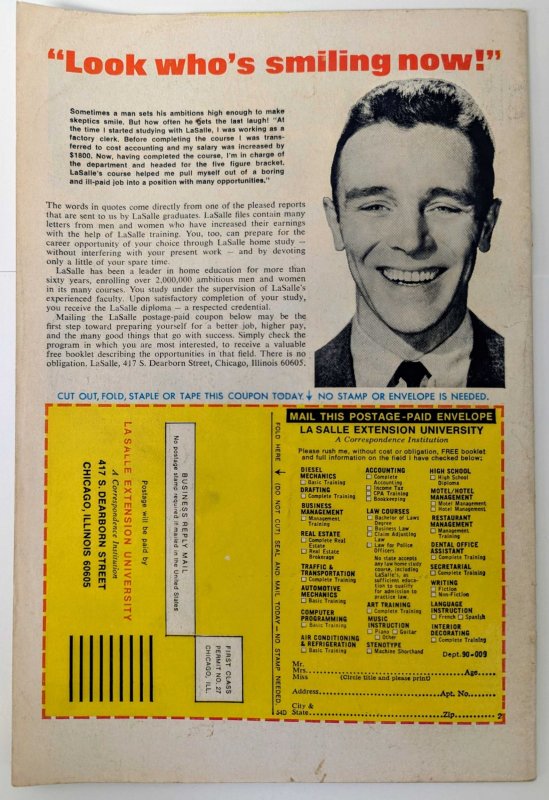 “Look who’s smiling now!”
Sometimes a man sets his ambitions high enough to make
skeptics smile. But how often he gets the last laugh! “At
the time I started studying with LaSalle, I was working as a
factory clerk. Before completing the course I was trans-
ferred to cost accounting and my salary was increased by
$1800. Now, having completed the course, I’m in charge of
the department and headed for the five figure bracket.
LaSalle’s course helped me pull myself out of a boring
and ill-paid job into a position with many opportunities.”
The words in quotes come directly from one of the pleased reports
that are sent to us by LaSalle graduates. LaSalle files contain many
letters from men and women who have increased their earnings
with the help of LaSalle training. You, too, can prepare for the
career opportunity of your choice through LaSalle home study —
without interfering with your present work — and by devoting
only a little of your spare time.
LaSalle has been a leader in home education for more than
sixty years, enrolling over 2,000,000 ambitious men and women
in its many courses. You study under the supervision of LaSalle’s
experienced faculty. Upon satisfactory completion of your study,
you receive the LaSalle diploma – a respected credential.
Mailing the LaSalle postage-paid coupon below may be the
first step toward preparing yourself for a better job, higher pay,
and the many good things that go with success. Simply check the
program in which you are most interested, to receive a valuable
free booklet describing the opportunities in that field. There is no
obligation. LaSalle, 417 S. Dearborn Street, Chicago, Illinois 60605.
CUT OUT, FOLD, STAPLE OR TAPE THIS COUPON TODAY NO STAMP OR ENVELOPE IS NEEDED.
FIRST CLASS
PERMIT NO. 27
CHICAGO, ILL.
BUSINESS REPLY MAIL
No postage stamp required if mailed in the United States
Postage will be paid by
LA SALLE EXTENSION UNIVERSITY
A Correspondence Institution
417 S. DEARBORN STREET
CHICAGO, ILLINOIS 60605
FOLD HERE (DO NOT CUT) SEAL AND MAIL TODAY — NO STAMP NEEDED. 54D
MAIL THIS POSTAGE-PAID ENVELOPE
LA SALLE EXTENSION UNIVERSITY
A Correspondence Institution
Please rush me, without cost or obligation, FREE booklet
and full information on the field I have checked below:
DIESEL
MECHANICS
Basic Training
DRAFTING
Complete Training
BUSINESS
MANAGEMENT
Management
Training
REAL ESTATE
Complete Real
Estate
Real Estate
Brokerage
TRAFFIC &
TRANSPORTATION
Complete Training
AUTOMOTIVE
MECHANICS
Basic Training
COMPUTER
PROGRAMMING
Basic Training
AIR CONDITIONING
& REFRIGERATION
Basic Training
ACCOUNTING
Complete
Accounting
Income Tax
CPA Training
Bookkeeping
LAW COURSES
Bachelor of Laws
Degree
Business Law
Claim Adjusting
Law
Law for Police
Officers
No state accepts
any law home study
course, including
LaSalle’s, as
sufficient educa-
tion to qualify
for admission to
practice law.
ART TRAINING
Complete Training
MUSIC
INSTRUCTION
Piano Guitar
Other
STENOTYPE
Machine Shorthand
HIGH SCHOOL
High School
Diploma
MOTEL/HOTEL
MANAGEMENT
Motel Management
Hotel Management
RESTAURANT
MANAGEMENT
Management
Training
DENTAL OFFICE
ASSISTANT
Complete Training
SECRETARIAL
Complete Training
WRITING
Fiction
Non-Fiction
LANGUAGE
INSTRUCTION
French Spanish
INTERIOR
DECORATING
Complete Training
Dept. 90-009
Mr.
Mrs. Age
Miss (Circle title and please print)
Address Apt. No.
City &
State Zip